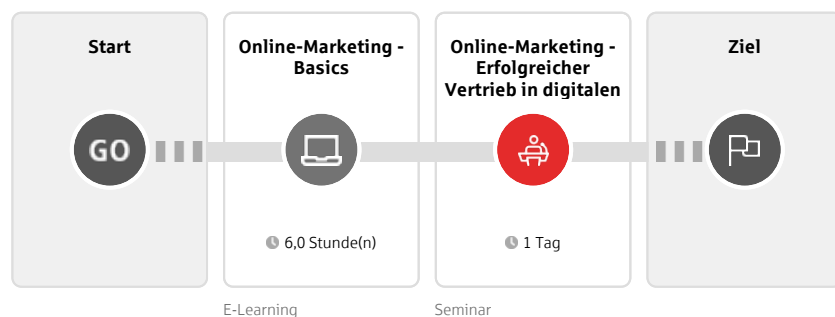 Start
Online-Marketing -
Basics
Online-Marketing -
Erfolgreicher
Vertrieb in digitalen
Ziel
GO
6,0 Stunde(n)
1 Tag
E-Learning
Seminar